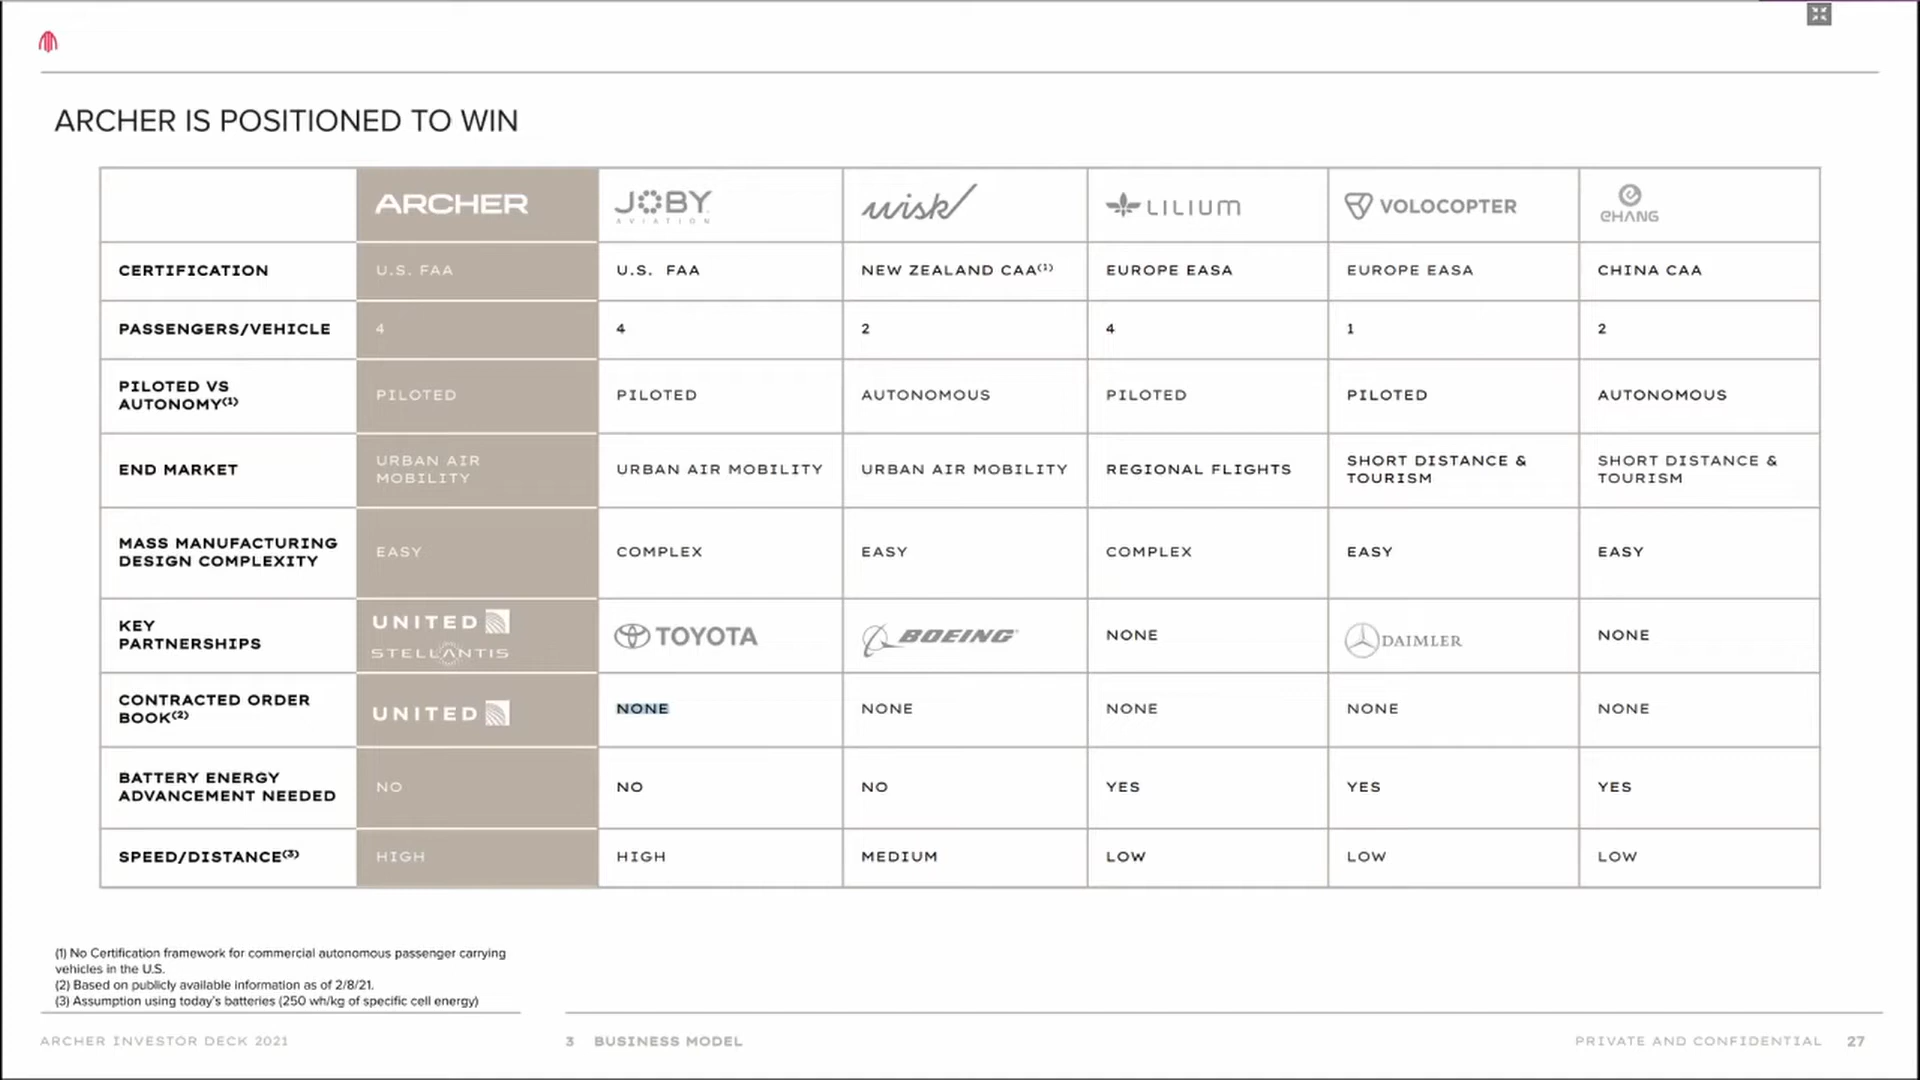 ARCHER IS POSITIONED TO WIN
ARCHER
JOBY
AVIATION
wisk
LILIUM
VOLOCOPTER
EHANG
CERTIFICATION
U.S. FAA
U.S. FAA
NEW ZEALAND CAA(1)
EUROPE EASA
EUROPE EASA
CHINA CAA
PASSENGERS/VEHICLE
4
4
2
4
1
2
PILOTED VS
AUTONOMY(1)
PILOTED
PILOTED
AUTONOMOUS
PILOTED
PILOTED
AUTONOMOUS
END MARKET
URBAN AIR
MOBILITY
URBAN AIR MOBILITY
URBAN AIR MOBILITY
REGIONAL FLIGHTS
SHORT DISTANCE &
TOURISM
SHORT DISTANCE &
TOURISM
MASS MANUFACTURING
DESIGN COMPLEXITY
EASY
COMPLEX
EASY
COMPLEX
EASY
EASY
KEY
PARTNERSHIPS
UNITED
STELLANTIS
TOYOTA
BOEING
NONE
DAIMLER
NONE
CONTRACTED ORDER
BOOK(2)
UNITED
NONE
NONE
NONE
NONE
NONE
BATTERY ENERGY
ADVANCEMENT NEEDED
NO
NO
NO
YES
YES
YES
SPEED/DISTANCE(3)
HIGH
HIGH
MEDIUM
LOW
LOW
LOW
(1) No Certification framework for commercial autonomous passenger carrying
vehicles in the U.S.
(2) Based on publicly available information as of 2/8/21.
(3) Assumption using today's batteries (250 wh/kg of specific cell energy)
ARCHER INVESTOR DECK 2021
3 BUSINESS MODEL
PRIVATE AND CONFIDENTIAL 27